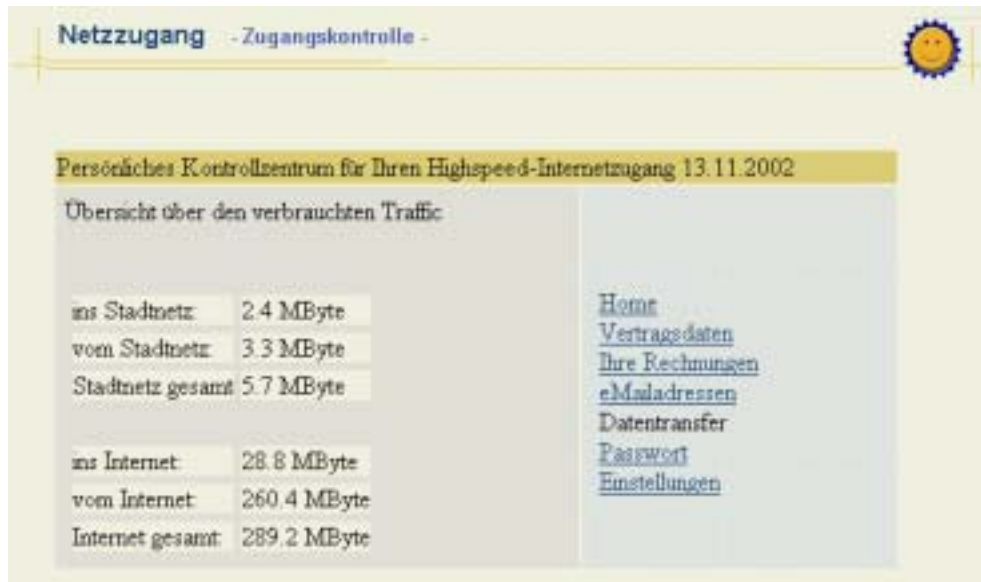 Netzzugang - Zugangskontrolle -
Persönliches Kontrollzentrum für Ihren Highspeed-Internetzugang 13.11.2002
Übersicht über den verbrauchten Traffic
ins Stadtnetz: 2.4 MByte
vom Stadtnetz: 3.3 MByte
Stadtnetz gesamt: 5.7 MByte
ins Internet: 28.8 MByte
vom Internet: 260.4 MByte
Internet gesamt: 289.2 MByte
Home
Vertragsdaten
Ihre Rechnungen
eMailadressen
Datentransfer
Passwort
Einstellungen